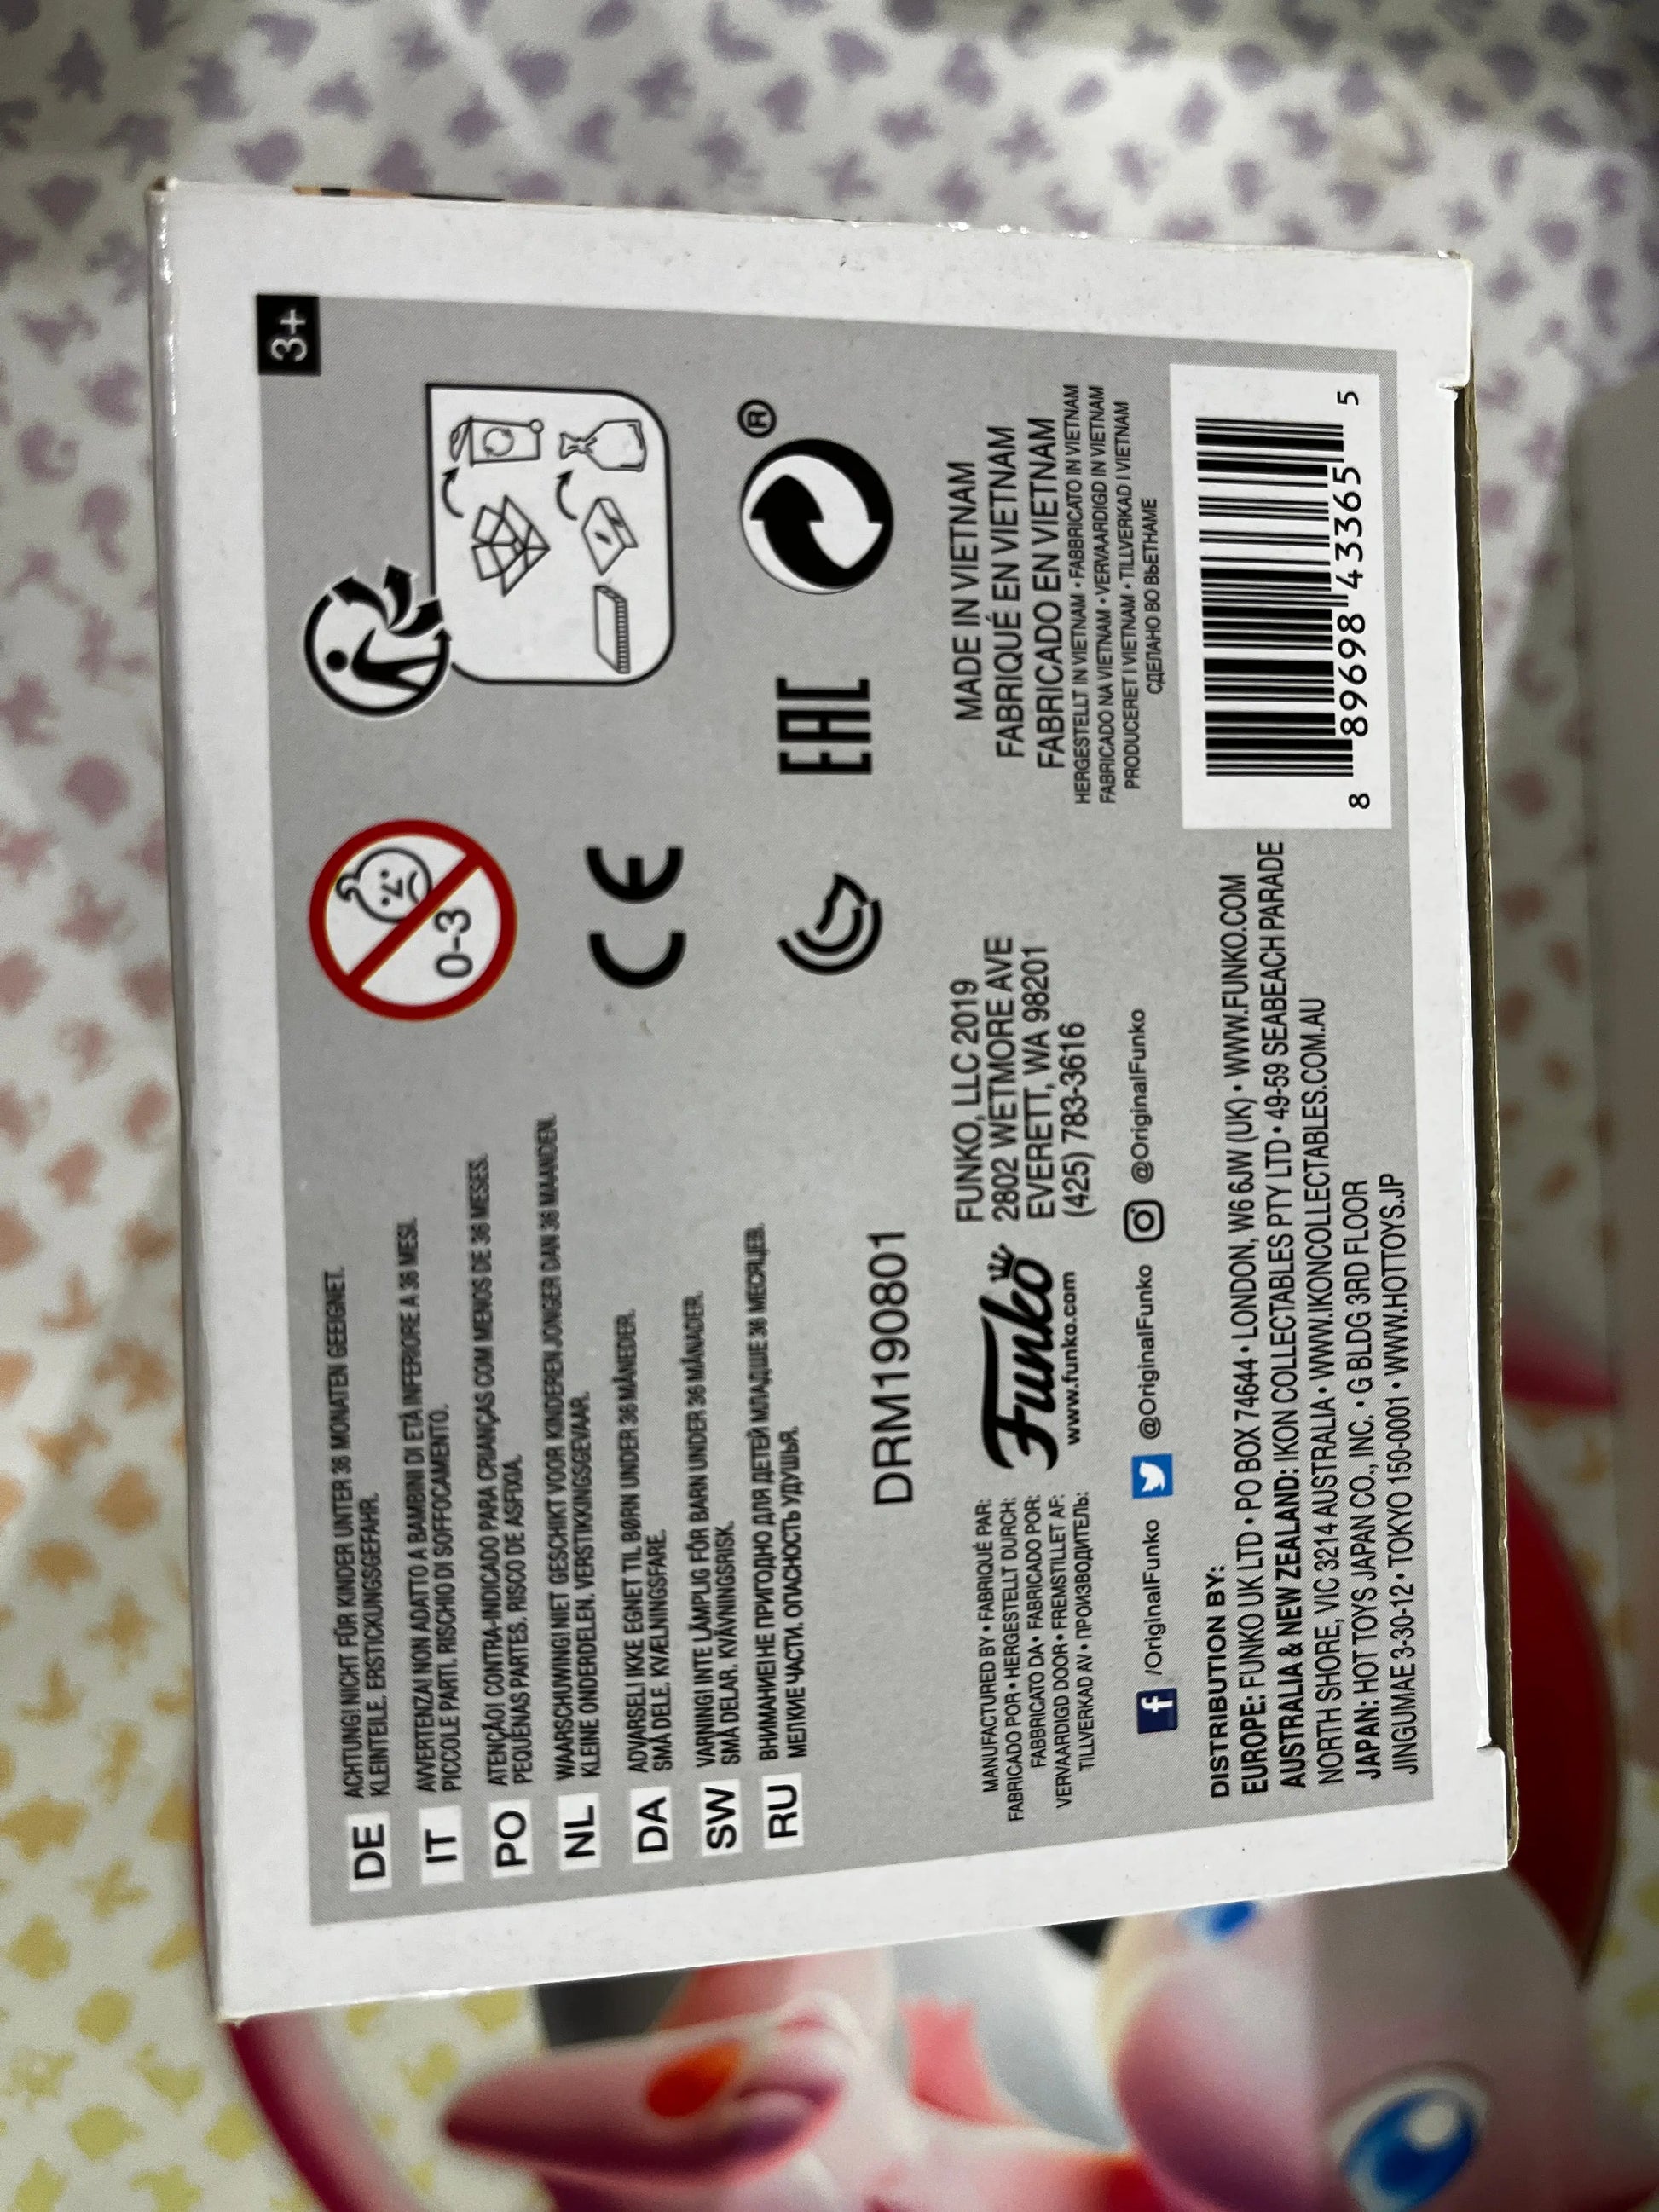 3+
DE
ACHTUNG! NICHT FÜR KINDER UNTER 36 MONATEN GEEIGNET.
KLEINTEILE. ERSTICKUNGSGEFAHR.
IT
AVVERTENZA! NON ADATTO A BAMBINI DI ETÀ INFERIORE A 36 MESI.
PICCOLE PARTI. RISCHIO DI SOFFOCAMENTO.
PO
ATENÇÃO! CONTRA-INDICADO PARA CRIANÇAS COM MENOS DE 36 MESES.
PEQUENAS PARTES. RISCO DE ASFIXIA.
NL
WAARSCHUWING! NIET GESCHIKT VOOR KINDEREN JONGER DAN 36 MAANDEN.
KLEINE ONDERDELEN. VERSTIKKINGSGEVAAR.
DA
ADVARSEL! IKKE EGNET TIL BØRN UNDER 36 MÅNEDER.
SMÅ DELE. KVÆLNINGSFARE.
SW
VARNING! INTE LÄMPLIG FÖR BARN UNDER 36 MÅNADER.
SMÅ DELAR. KVÄVNINGSRISK.
RU
ВНИМАНИЕ! НЕ ПРИГОДНО ДЛЯ ДЕТЕЙ МЛАДШЕ 36 МЕСЯЦЕВ.
МЕЛКИЕ ЧАСТИ. ОПАСНОСТЬ УДУШЬЯ.
0-3
CE
EAC
®
DRM190801
MANUFACTURED BY • FABRIQUÉ PAR:
FABRICADO POR • HERGESTELLT DURCH:
FABBRICATO DA • FABRICADO POR:
VERVAARDIGD DOOR • FREMSTILLET AF:
TILLVERKAD AV • ПРОИЗВОДИТЕЛЬ:
Funko
www.funko.com
FUNKO, LLC 2019
2802 WETMORE AVE
EVERETT, WA 98201
(425) 783-3616
MADE IN VIETNAM
FABRIQUÉ EN VIETNAM
FABRICADO EN VIETNAM
HERGESTELLT IN VIETNAM • FABBRICATO IN VIETNAM
FABRICADO NA VIETNAM • VERVAARDIGD IN VIETNAM
PRODUCERET I VIETNAM • TILLVERKAD I VIETNAM
СДЕЛАНО ВО ВЬЕТНАМЕ
/OriginalFunko @OriginalFunko @OriginalFunko
DISTRIBUTION BY:
EUROPE: FUNKO UK LTD • PO BOX 74644 • LONDON, W6 6JW (UK) • WWW.FUNKO.COM
AUSTRALIA & NEW ZEALAND: IKON COLLECTABLES PTY LTD • 49-59 SEABEACH PARADE
NORTH SHORE, VIC 3214 AUSTRALIA • WWW.IKONCOLLECTABLES.COM.AU
JAPAN: HOT TOYS JAPAN CO., INC. • G BLDG 3RD FLOOR
JINGUMAE 3-30-12 • TOKYO 150-0001 • WWW.HOTTOYS.JP
8 89698 43365 5